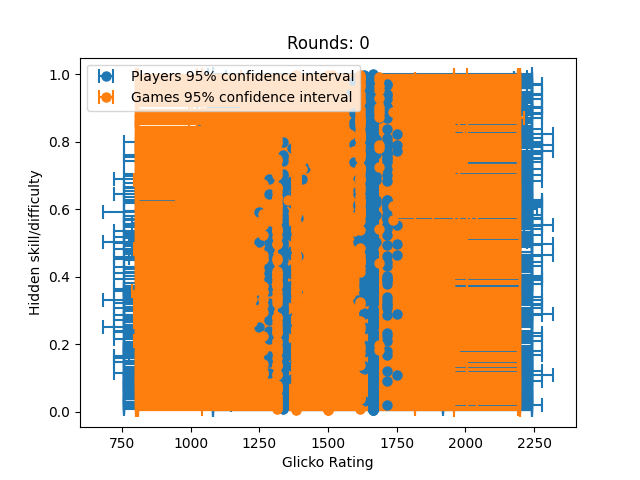 Rounds: 0
Players 95% confidence interval
Games 95% confidence interval
1.0
0.8
0.6
0.4
0.2
0.0
Hidden skill/difficulty
750 1000 1250 1500 1750 2000 2250
Glicko Rating